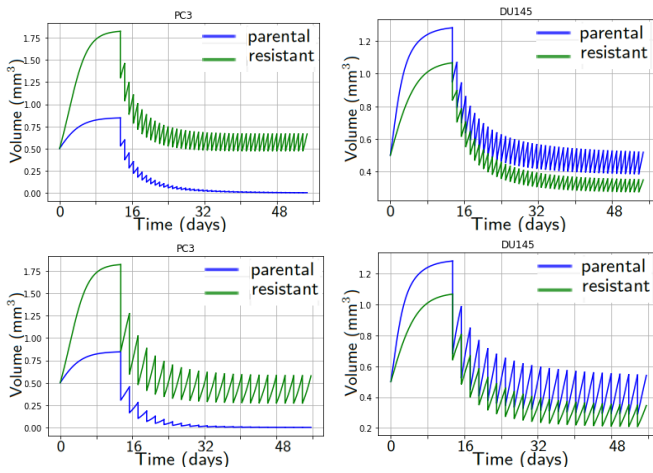 PC3
Volume (mm³)
1.75
1.50
1.25
1.00
0.75
0.50
0.25
0.00
parental
resistant
0 16 32 48
Time (days)
DU145
Volume (mm³)
1.2
1.0
0.8
0.6
0.4
parental
resistant
0 16 32 48
Time (days)
PC3
Volume (mm³)
1.75
1.50
1.25
1.00
0.75
0.50
0.25
0.00
parental
resistant
0 16 32 48
Time (days)
DU145
Volume (mm³)
1.2
1.0
0.8
0.6
0.4
0.2
parental
resistant
0 16 32 48
Time (days)